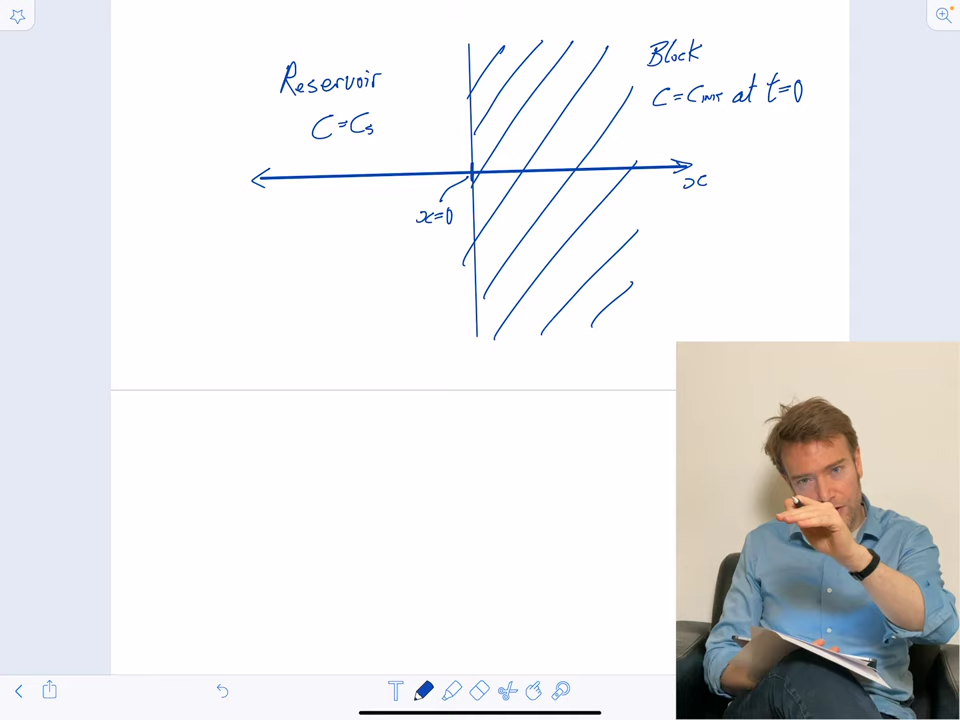 Reservoir
C=Cs
Block
C=CINIT at t=0
x
x=0
T